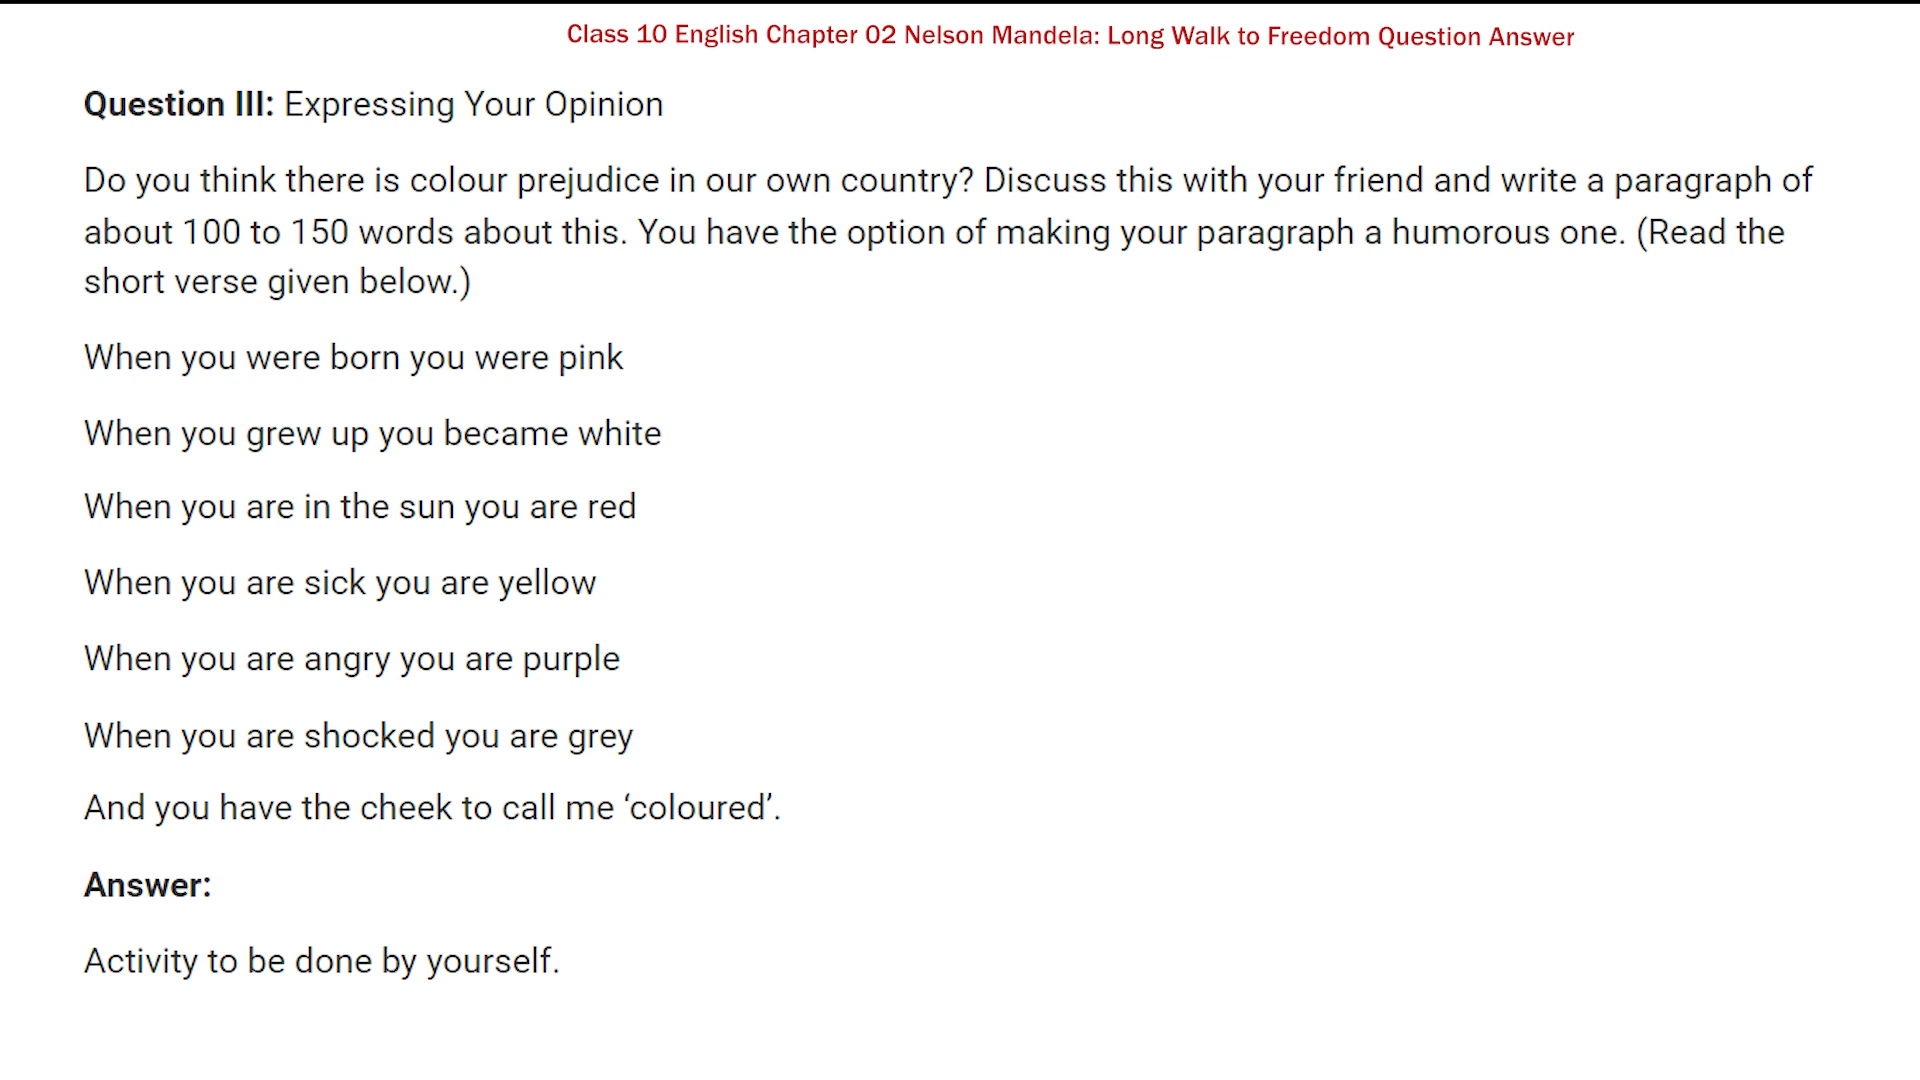 Class 10 English Chapter 02 Nelson Mandela: Long Walk to Freedom Question Answer
Question III: Expressing Your Opinion
Do you think there is colour prejudice in our own country? Discuss this with your friend and write a paragraph of
about 100 to 150 words about this. You have the option of making your paragraph a humorous one. (Read the
short verse given below.)
When you were born you were pink
When you grew up you became white
When you are in the sun you are red
When you are sick you are yellow
When you are angry you are purple
When you are shocked you are grey
And you have the cheek to call me ‘coloured’.
Answer:
Activity to be done by yourself.